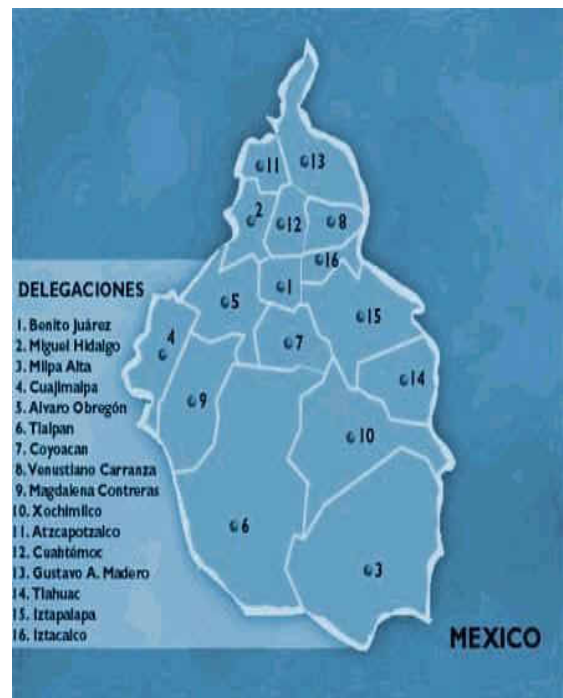 13
11
2
12
8
16
1
5
15
7
4
14
9
10
6
3
DELEGACIONES
1. Benito Juárez
2. Miguel Hidalgo
3. Milpa Alta
4. Cuajimalpa
5. Alvaro Obregón
6. Tlalpan
7. Coyoacan
8. Venustiano Carranza
9. Magdalena Contreras
10. Xochimilco
11. Atzcapotzalco
12. Cuahtémoc
13. Gustavo A. Madero
14. Tlahuac
15. Iztapalapa
16. Iztacalco
MEXICO